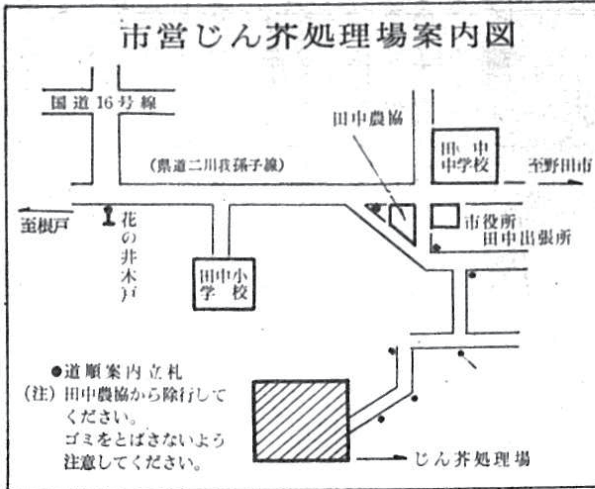 市営じん芥処理場案内図
国道16号線
田中農協
田中
中学校
(県道二川我孫子線)
至野田市
至根戸
花の井木戸
市役所
田中出張所
田中小
学校
●道順案内立札
(注)田中農協から除行して
ください。
ゴミをとばさないよう
注意してください。
じん芥処理場